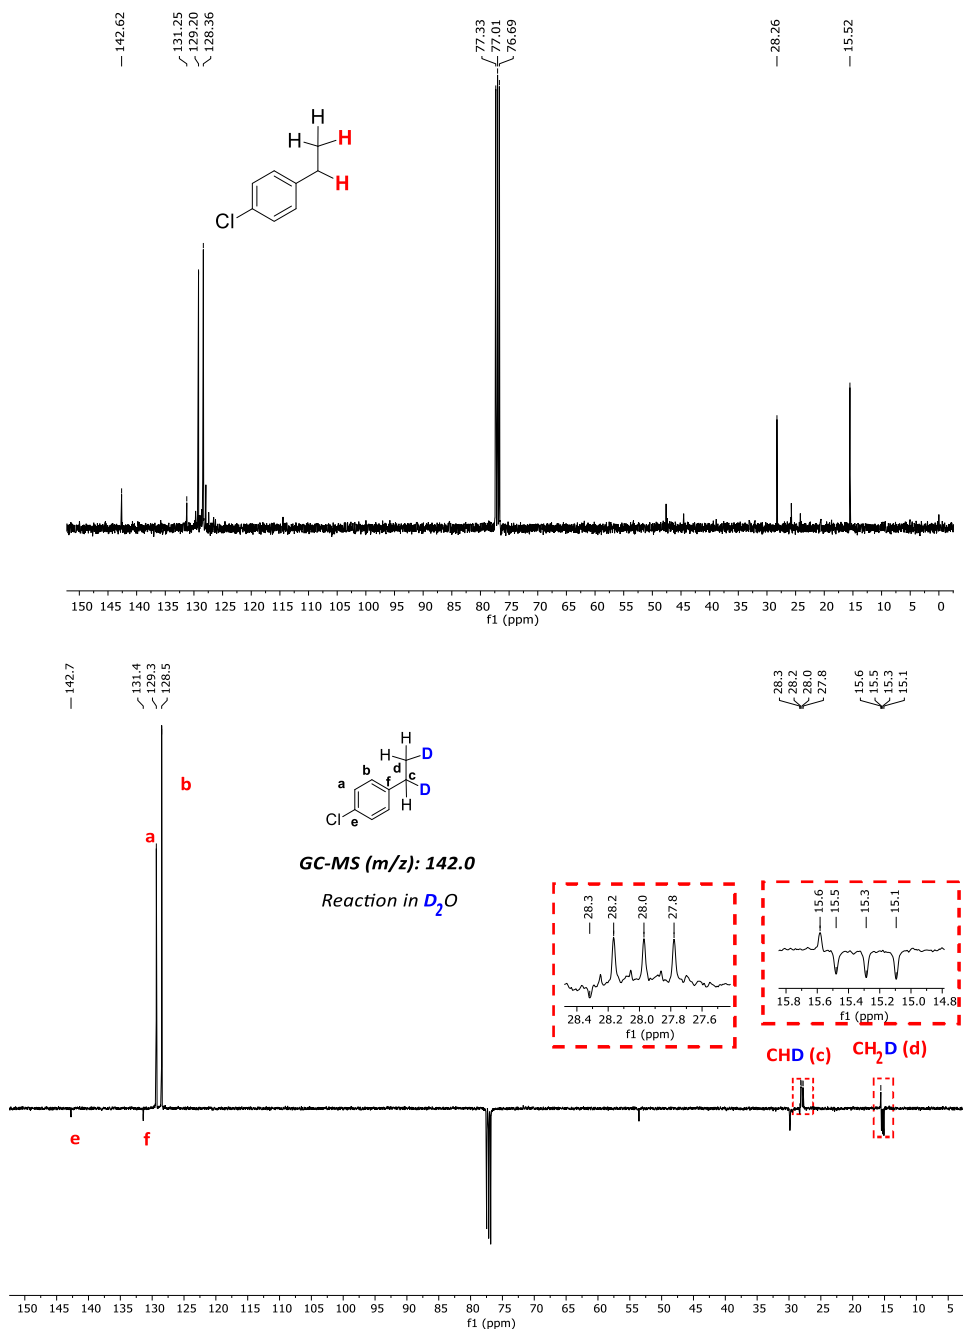 142.62
131.25
129.20
128.36
77.33
77.01
76.69
28.26
15.52
H
H H
H
Cl
150 145 140 135 130 125 120 115 110 105 100 95 90 85 80 75 70 65 60 55 50 45 40 35 30 25 20 15 10 5 0
f1 (ppm)
142.7
131.4
129.3
128.5
28.3
28.2
28.0
27.8
15.6
15.5
15.3
15.1
b
a
H
H D
d
b c
a f D
H
Cl e
GC-MS (m/z): 142.0
Reaction in D2O
28.3
28.2
28.0
27.8
28.4 28.2 28.0 27.8 27.6
f1 (ppm)
15.6
15.5
15.3
15.1
15.8 15.6 15.4 15.2 15.0 14.8
f1 (ppm)
CHD (c)
CH2D (d)
e f
150 145 140 135 130 125 120 115 110 105 100 95 90 85 80 75 70 65 60 55 50 45 40 35 30 25 20 15 10 5
f1 (ppm)